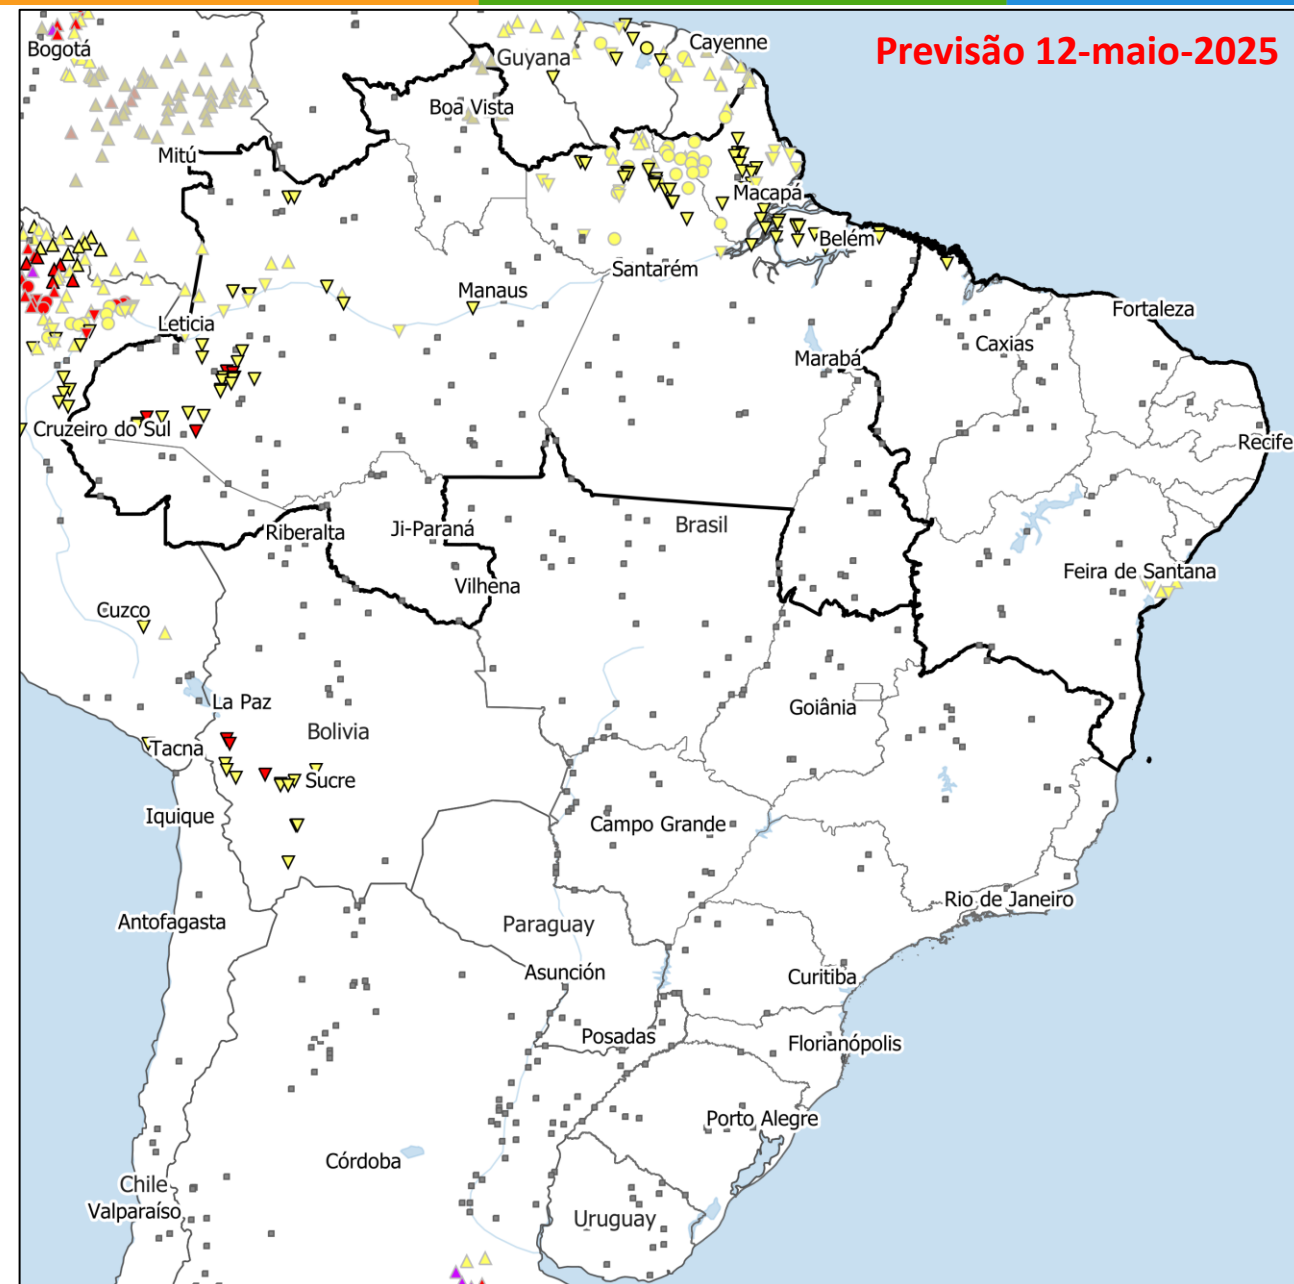 Previsão 12-maio-2025
Bogotá
Guyana
Cayenne
Boa Vista
Mitú
Macapá
Belém
Santarém
Manaus
Leticia
Fortaleza
Caxias
Marabá
Cruzeiro do Sul
Recife
Riberalta
Ji-Paraná
Brasil
Vilhena
Feira de Santana
Cuzco
La Paz
Bolivia
Goiânia
Tacna
Sucre
Iquique
Campo Grande
Rio de Janeiro
Antofagasta
Paraguay
Asunción
Curitiba
Posadas
Florianópolis
Porto Alegre
Córdoba
Chile
Valparaíso
Uruguay